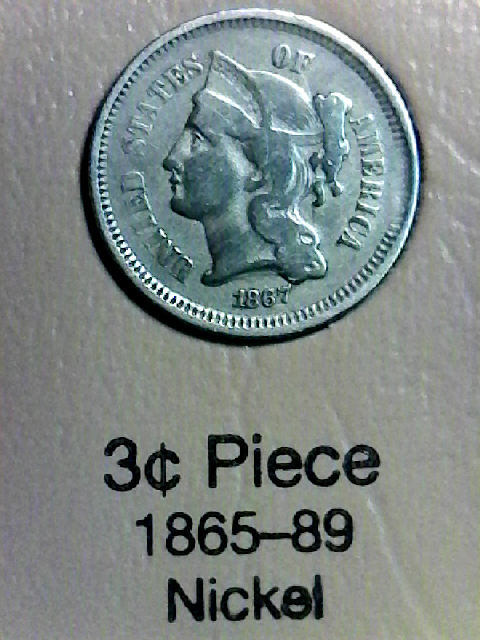 UNITED STATES OF AMERICA
1867
3¢ Piece
1865–89
Nickel